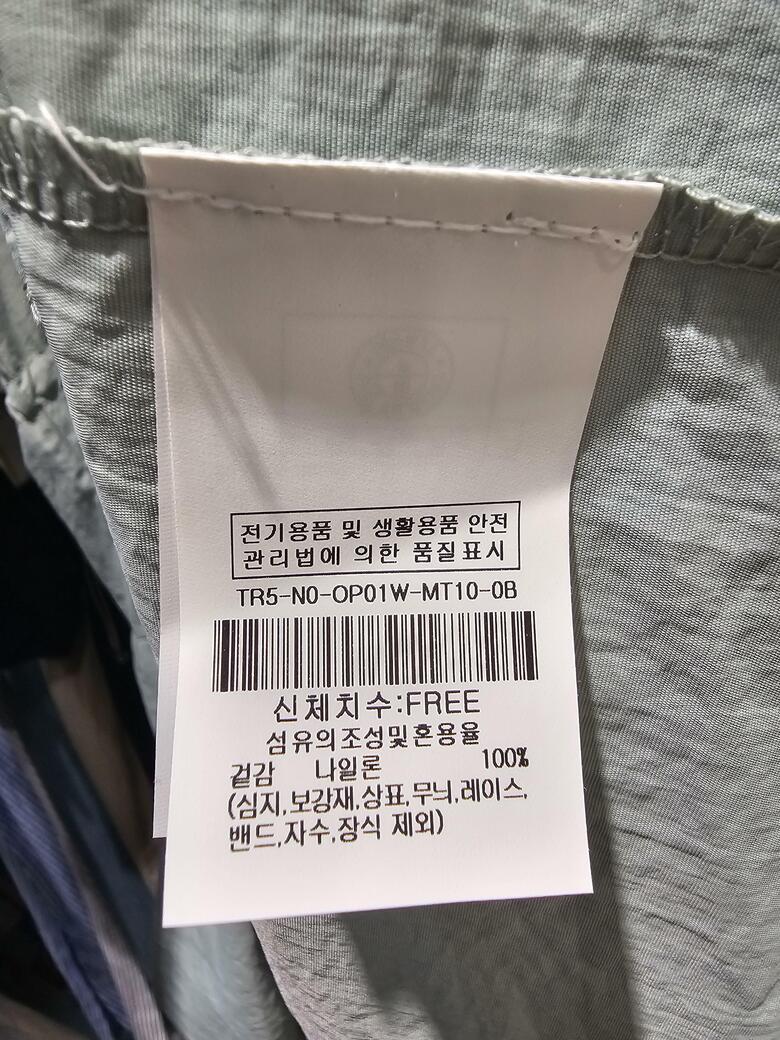 전기용품 및 생활용품 안전
관리법에 의한 품질표시
TR5-N0-OP01W-MT10-0B
신체치수:FREE
섬유의조성및혼용율
겉감 나일론 100%
(심지,보강재,상표,무늬,레이스,
밴드,자수,장식 제외)